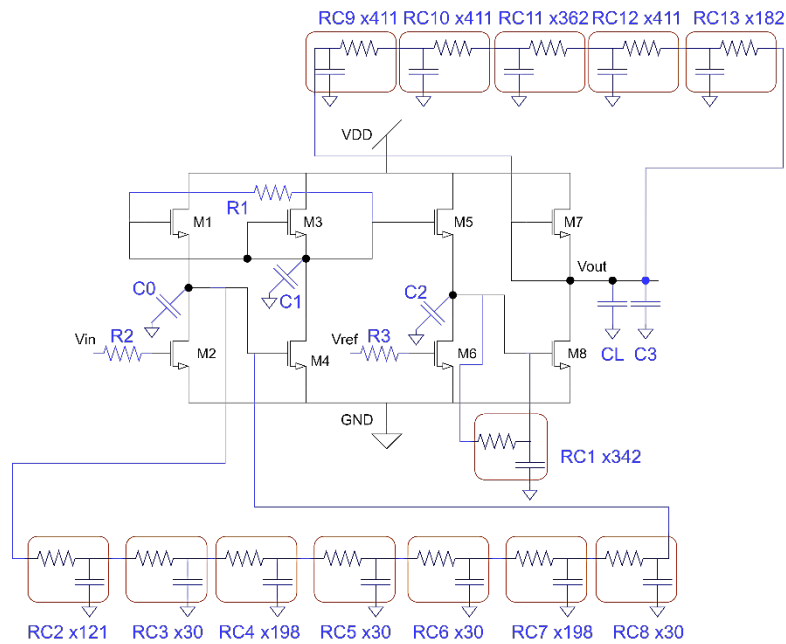 RC9 x411 RC10 x411 RC11 x362 RC12 x411 RC13 x182
VDD
R1
M1 M3 M5 M7
Vout
C0 C1 C2
Vin R2 Vref R3
M2 M4 M6 M8
CL C3
GND
RC1 x342
RC2 x121 RC3 x30 RC4 x198 RC5 x30 RC6 x30 RC7 x198 RC8 x30